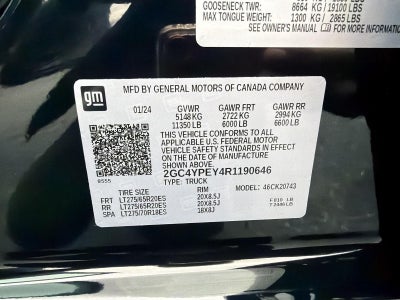 GOOSENECK TWR: 8664 KG / 19100 LBS
MAX TONGUE WEIGHT: 1300 KG / 2865 LBS
SEE OWNER'S MANUAL
gm
MFD BY GENERAL MOTORS OF CANADA COMPANY
01/24 GVWR GAWR FRT GAWR RR
5148 KG 2722 KG 2994 KG
11350 LB 6000 LB 6600 LB
THIS VEHICLE CONFORMS TO ALL
APPLICABLE U.S. FEDERAL MOTOR
VEHICLE SAFETY STANDARDS IN
EFFECT ON THE DATE OF
MANUFACTURE SHOWN ABOVE.
2GC4YPEY4R1190646
TYPE: TRUCK
TIRE SIZE RIM 46CK20743
FRT LT275/65R20ES 20X8.5J
RR LT275/65R20ES 20X8.5J
SPA LT275/70R18ES 18X8J